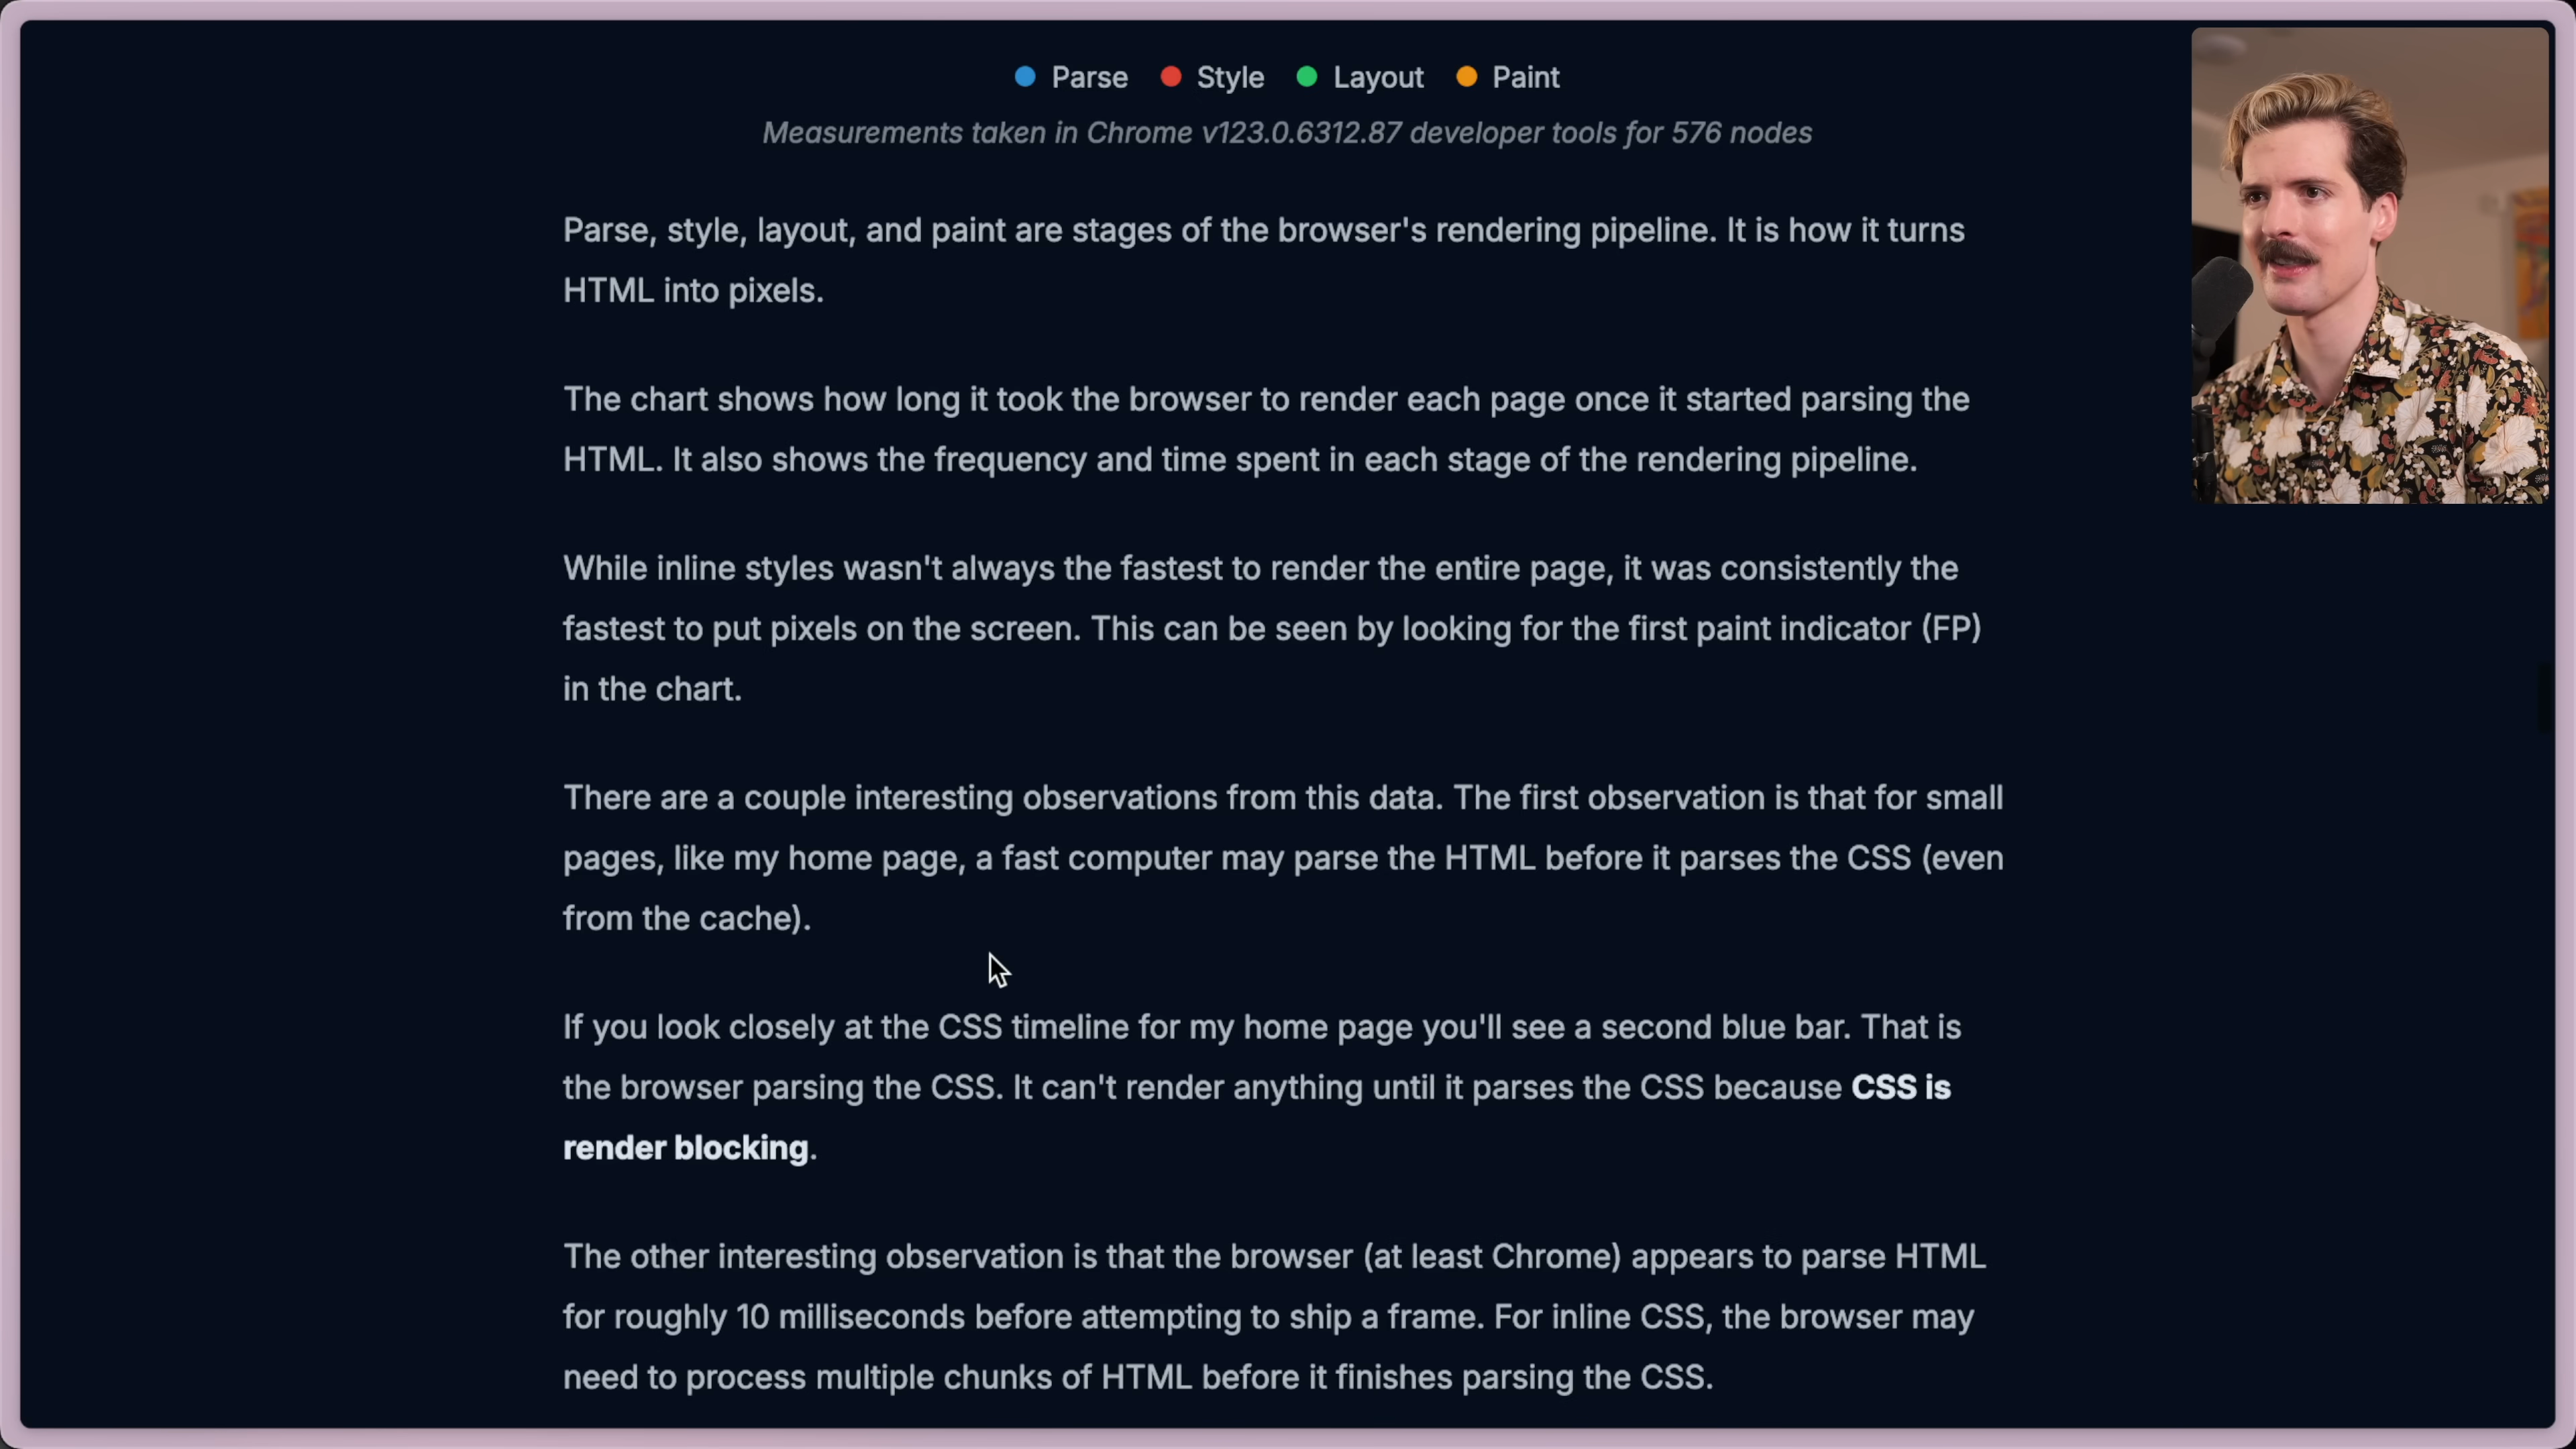 Parse Style Layout Paint
Measurements taken in Chrome v123.0.6312.87 developer tools for 576 nodes
Parse, style, layout, and paint are stages of the browser's rendering pipeline. It is how it turns
HTML into pixels.
The chart shows how long it took the browser to render each page once it started parsing the
HTML. It also shows the frequency and time spent in each stage of the rendering pipeline.
While inline styles wasn't always the fastest to render the entire page, it was consistently the
fastest to put pixels on the screen. This can be seen by looking for the first paint indicator (FP)
in the chart.
There are a couple interesting observations from this data. The first observation is that for small
pages, like my home page, a fast computer may parse the HTML before it parses the CSS (even
from the cache).
If you look closely at the CSS timeline for my home page you'll see a second blue bar. That is
the browser parsing the CSS. It can't render anything until it parses the CSS because CSS is
render blocking.
The other interesting observation is that the browser (at least Chrome) appears to parse HTML
for roughly 10 milliseconds before attempting to ship a frame. For inline CSS, the browser may
need to process multiple chunks of HTML before it finishes parsing the CSS.